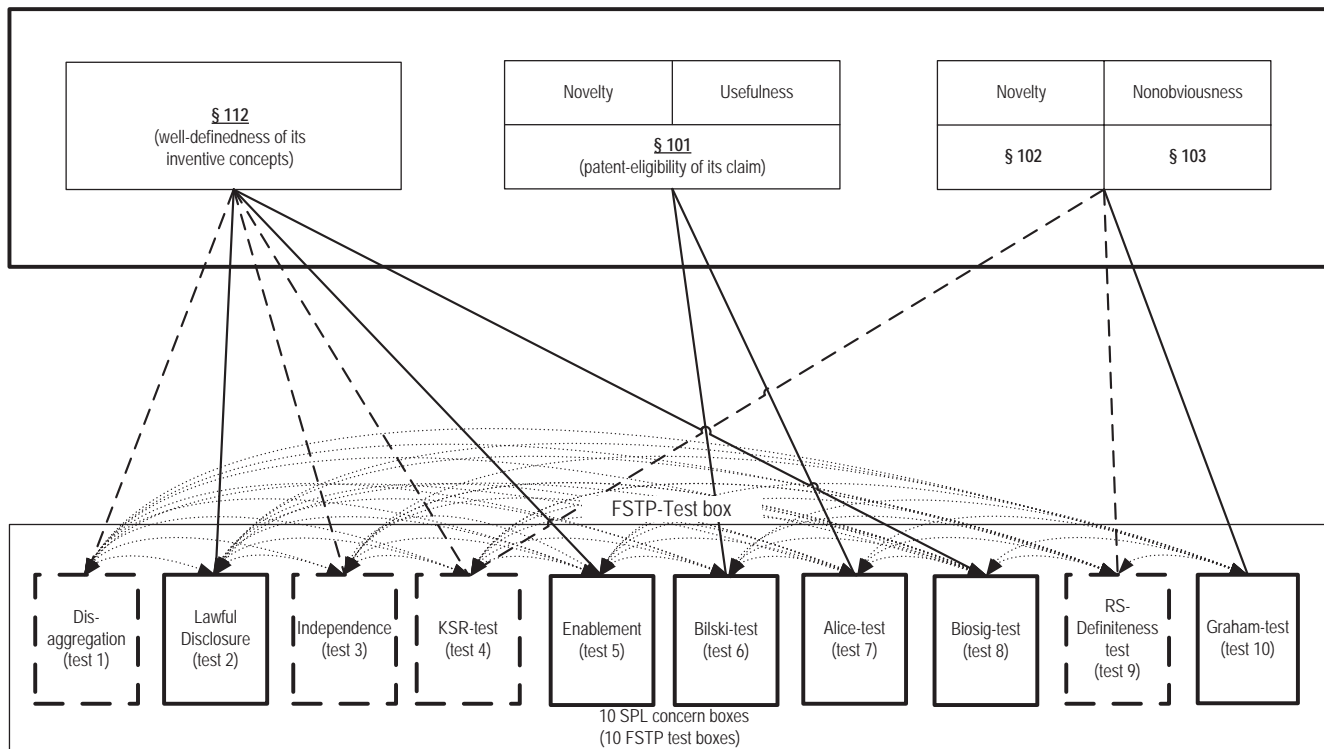 § 112
(well-definedness of its
inventive concepts)
Novelty
Usefulness
§ 101
(patent-eligibility of its claim)
Novelty
Nonobviousness
§ 102
§ 103
FSTP-Test box
Dis-
aggregation
(test 1)
Lawful
Disclosure
(test 2)
Independence
(test 3)
KSR-test
(test 4)
Enablement
(test 5)
Bilski-test
(test 6)
Alice-test
(test 7)
Biosig-test
(test 8)
RS-
Definiteness
test
(test 9)
Graham-test
(test 10)
10 SPL concern boxes
(10 FSTP test boxes)